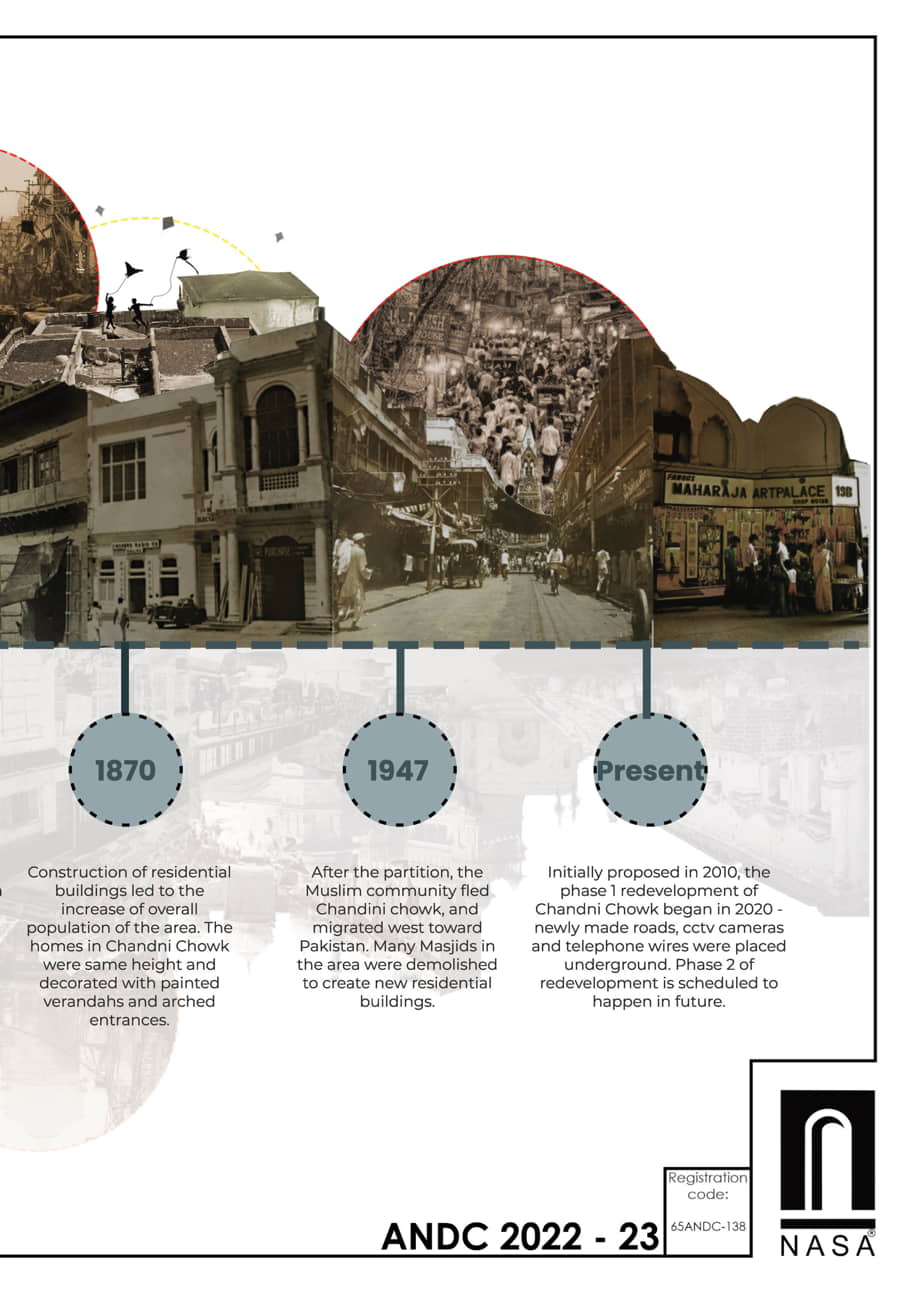 FAMOUS
MAHARAJA ARTPALACE 19B
SHOP NO.19B
1870
1947
Present
Construction of residential
buildings led to the
increase of overall
population of the area. The
homes in Chandni Chowk
were same height and
decorated with painted
verandahs and arched
entrances.
After the partition, the
Muslim community fled
Chandini chowk, and
migrated west toward
Pakistan. Many Masjids in
the area were demolished
to create new residential
buildings.
Initially proposed in 2010, the
phase 1 redevelopment of
Chandni Chowk began in 2020 -
newly made roads, cctv cameras
and telephone wires were placed
underground. Phase 2 of
redevelopment is scheduled to
happen in future.
Registration
code:
65ANDC-138
ANDC 2022 - 23
NASA®